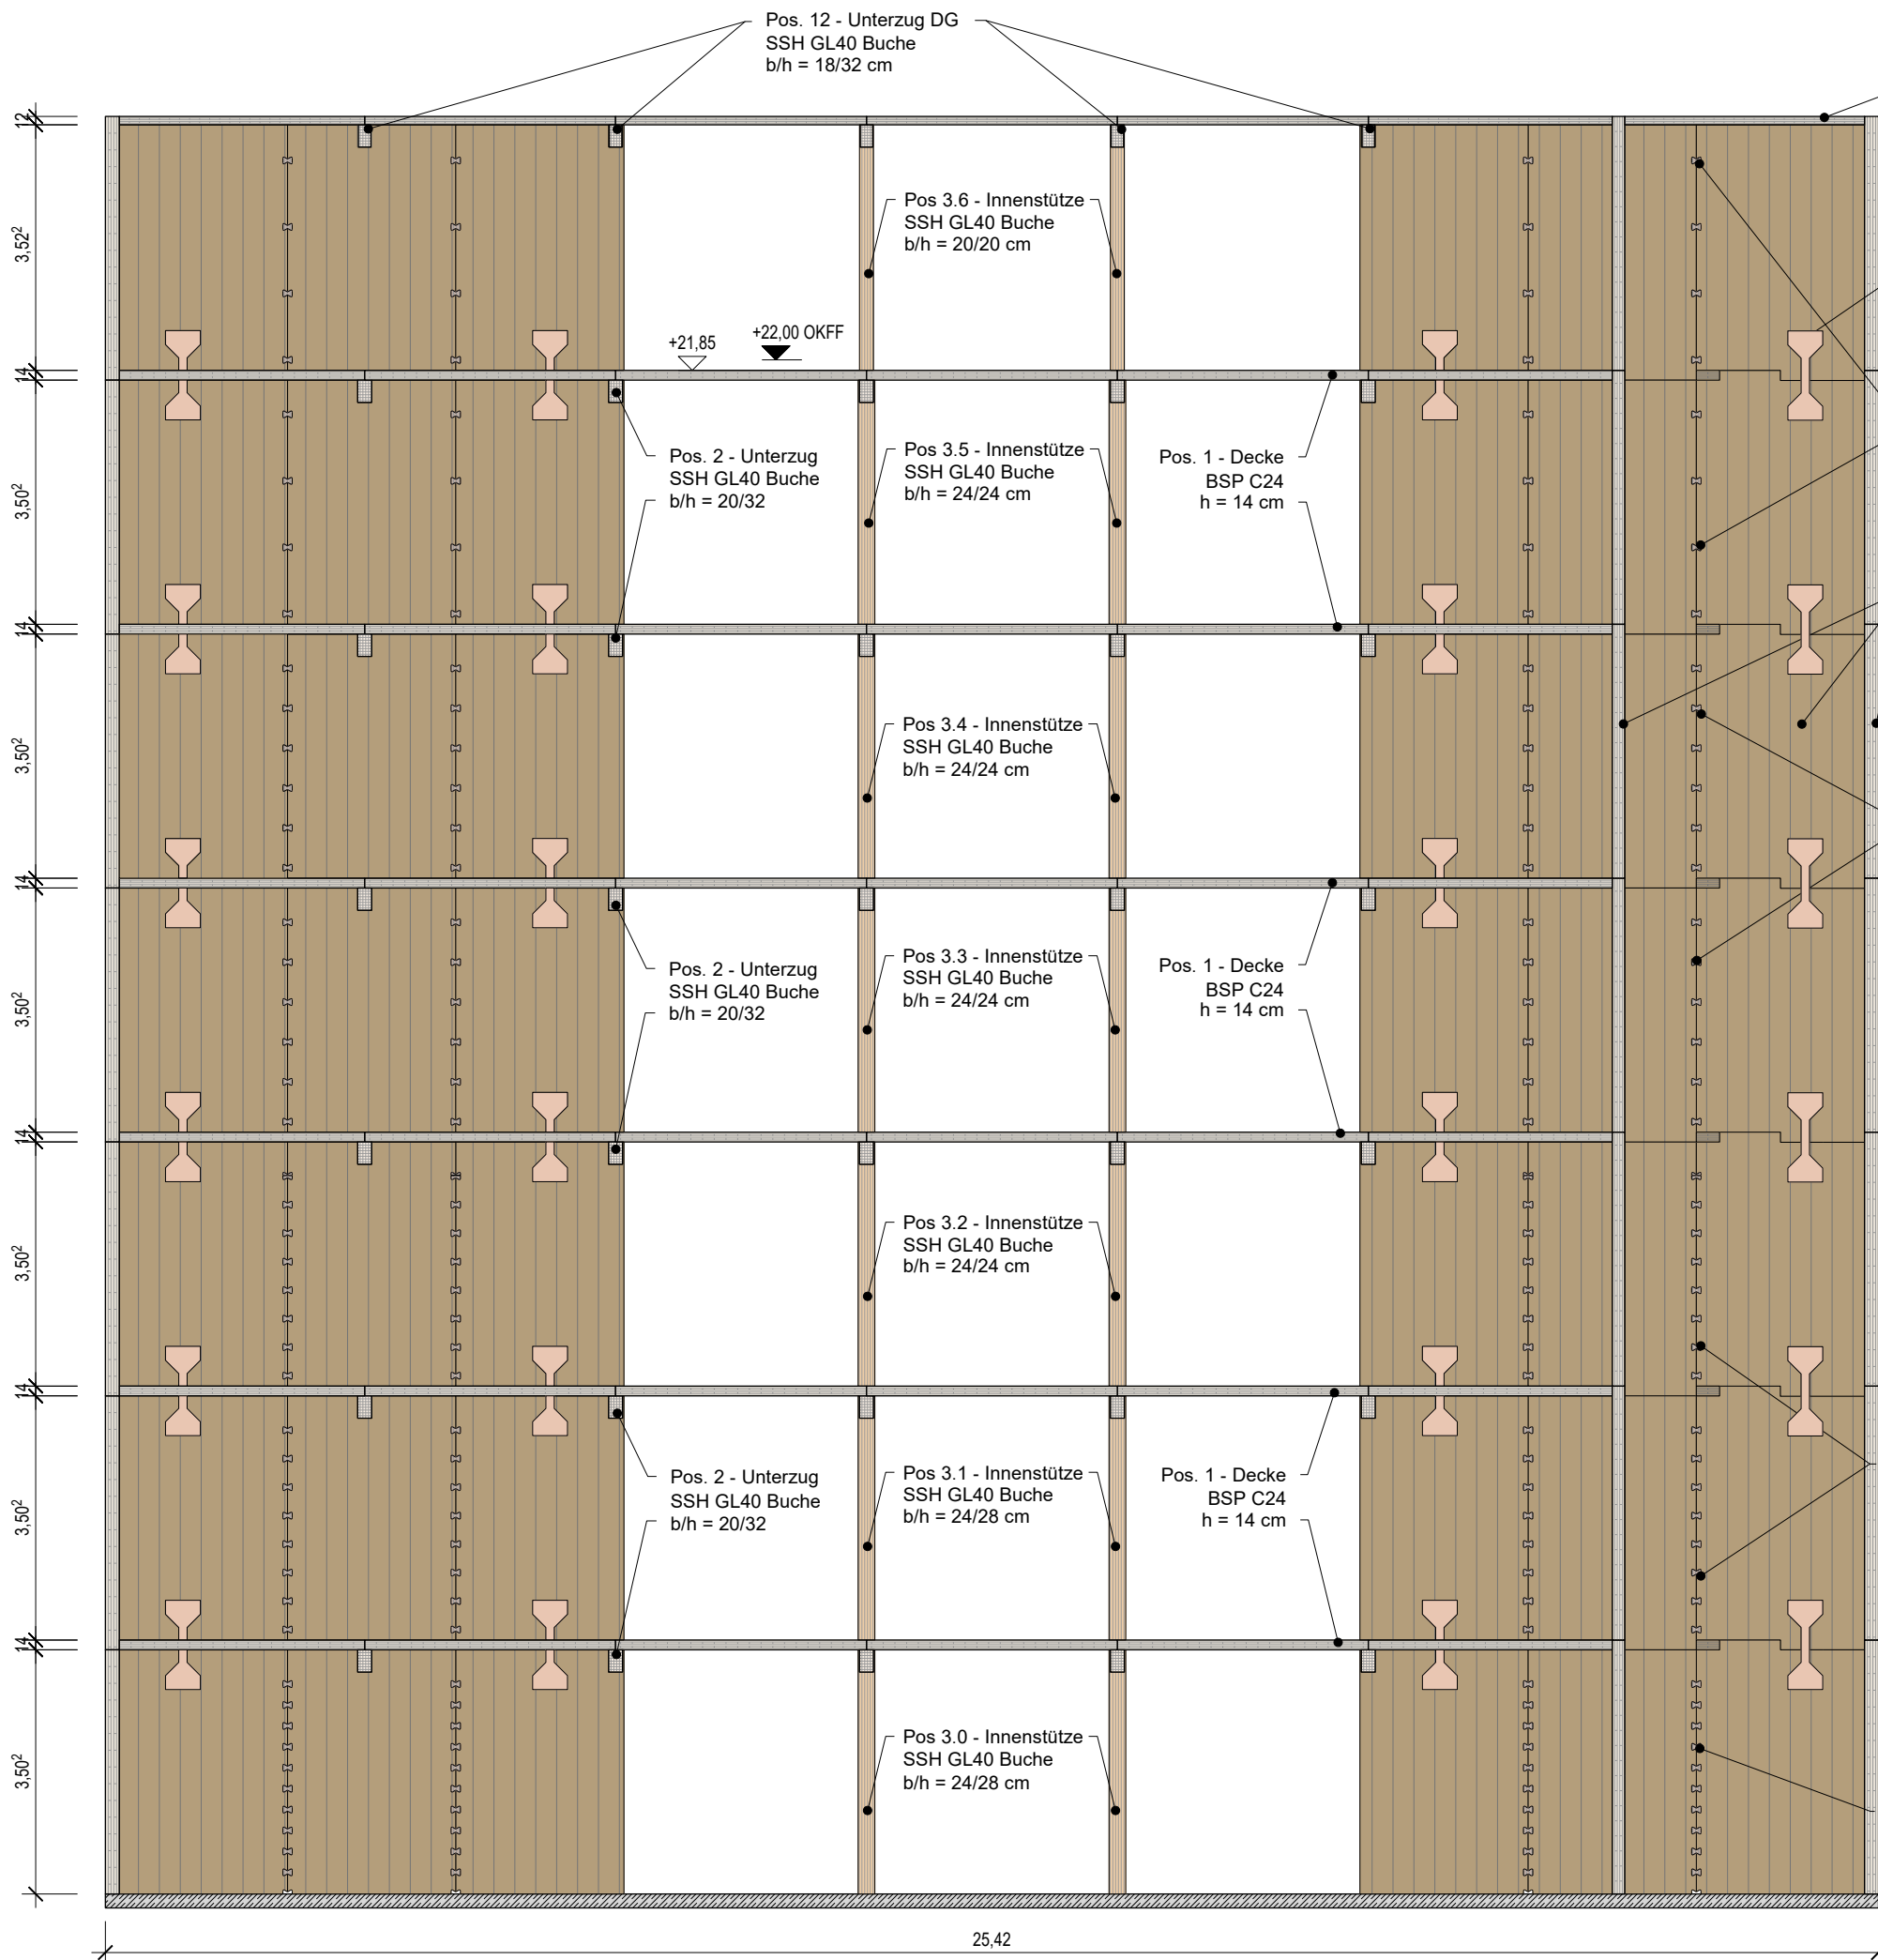 Pos. 12 - Unterzug DG
SSH GL40 Buche
b/h = 18/32 cm
12
3,52²
Pos 3.6 - Innenstütze
SSH GL40 Buche
b/h = 20/20 cm
+21,85
+22,00 OKFF
14
3,50²
Pos. 2 - Unterzug
SSH GL40 Buche
b/h = 20/32
Pos 3.5 - Innenstütze
SSH GL40 Buche
b/h = 24/24 cm
Pos. 1 - Decke
BSP C24
h = 14 cm
14
3,50²
Pos 3.4 - Innenstütze
SSH GL40 Buche
b/h = 24/24 cm
14
3,50²
Pos. 2 - Unterzug
SSH GL40 Buche
b/h = 20/32
Pos 3.3 - Innenstütze
SSH GL40 Buche
b/h = 24/24 cm
Pos. 1 - Decke
BSP C24
h = 14 cm
14
3,50²
Pos 3.2 - Innenstütze
SSH GL40 Buche
b/h = 24/24 cm
14
3,50²
Pos. 2 - Unterzug
SSH GL40 Buche
b/h = 20/32
Pos 3.1 - Innenstütze
SSH GL40 Buche
b/h = 24/28 cm
Pos. 1 - Decke
BSP C24
h = 14 cm
14
3,50²
Pos 3.0 - Innenstütze
SSH GL40 Buche
b/h = 24/28 cm
25,42